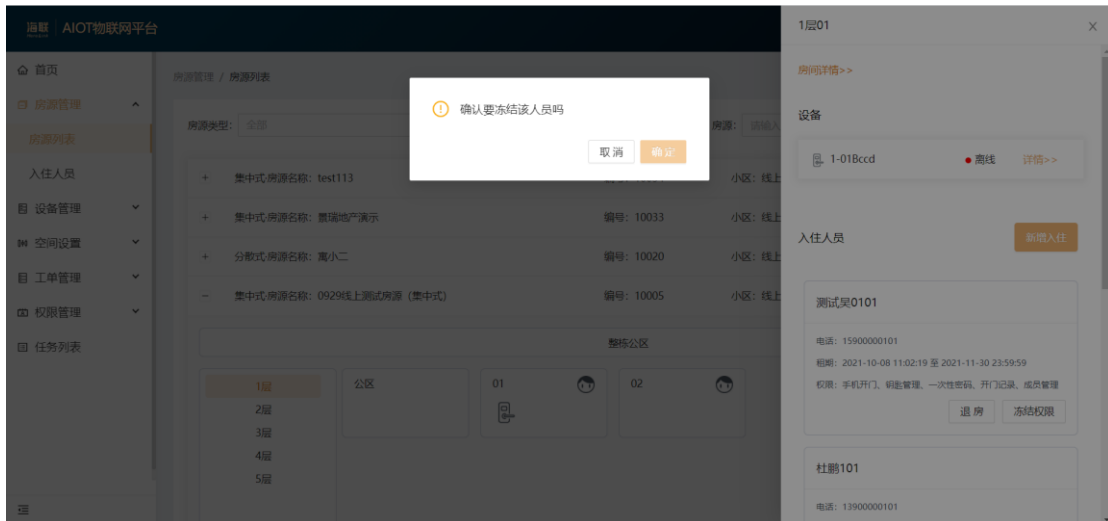 海联 AIOT物联网平台
首页
房源管理
房源列表
入住人员
设备管理
空间设置
工单管理
权限管理
任务列表
房源管理 / 房源列表
房源类型: 全部
房源: 请输入
确认要冻结该人员吗
取消 确定
+ 集中式·房源名称: test113 小区: 线上
+ 集中式·房源名称: 景瑞地产演示 编号: 10033 小区: 线上
+ 分散式·房源名称: 寓小二 编号: 10020 小区: 线上
- 集中式·房源名称: 0929线上测试房源 (集中式) 编号: 10005 小区: 线上
整栋公区
1层 公区 01 02
2层
3层
4层
5层
1层01 X
房间详情>>
设备
1-01Bccd 离线 详情>>
入住人员 新增入住
测试吴0101
电话: 15900000101
租期: 2021-10-08 11:02:19 至 2021-11-30 23:59:59
权限: 手机开门、钥匙管理、一次性密码、开门记录、成员管理
退房 冻结权限
杜鹏101
电话: 13900000101